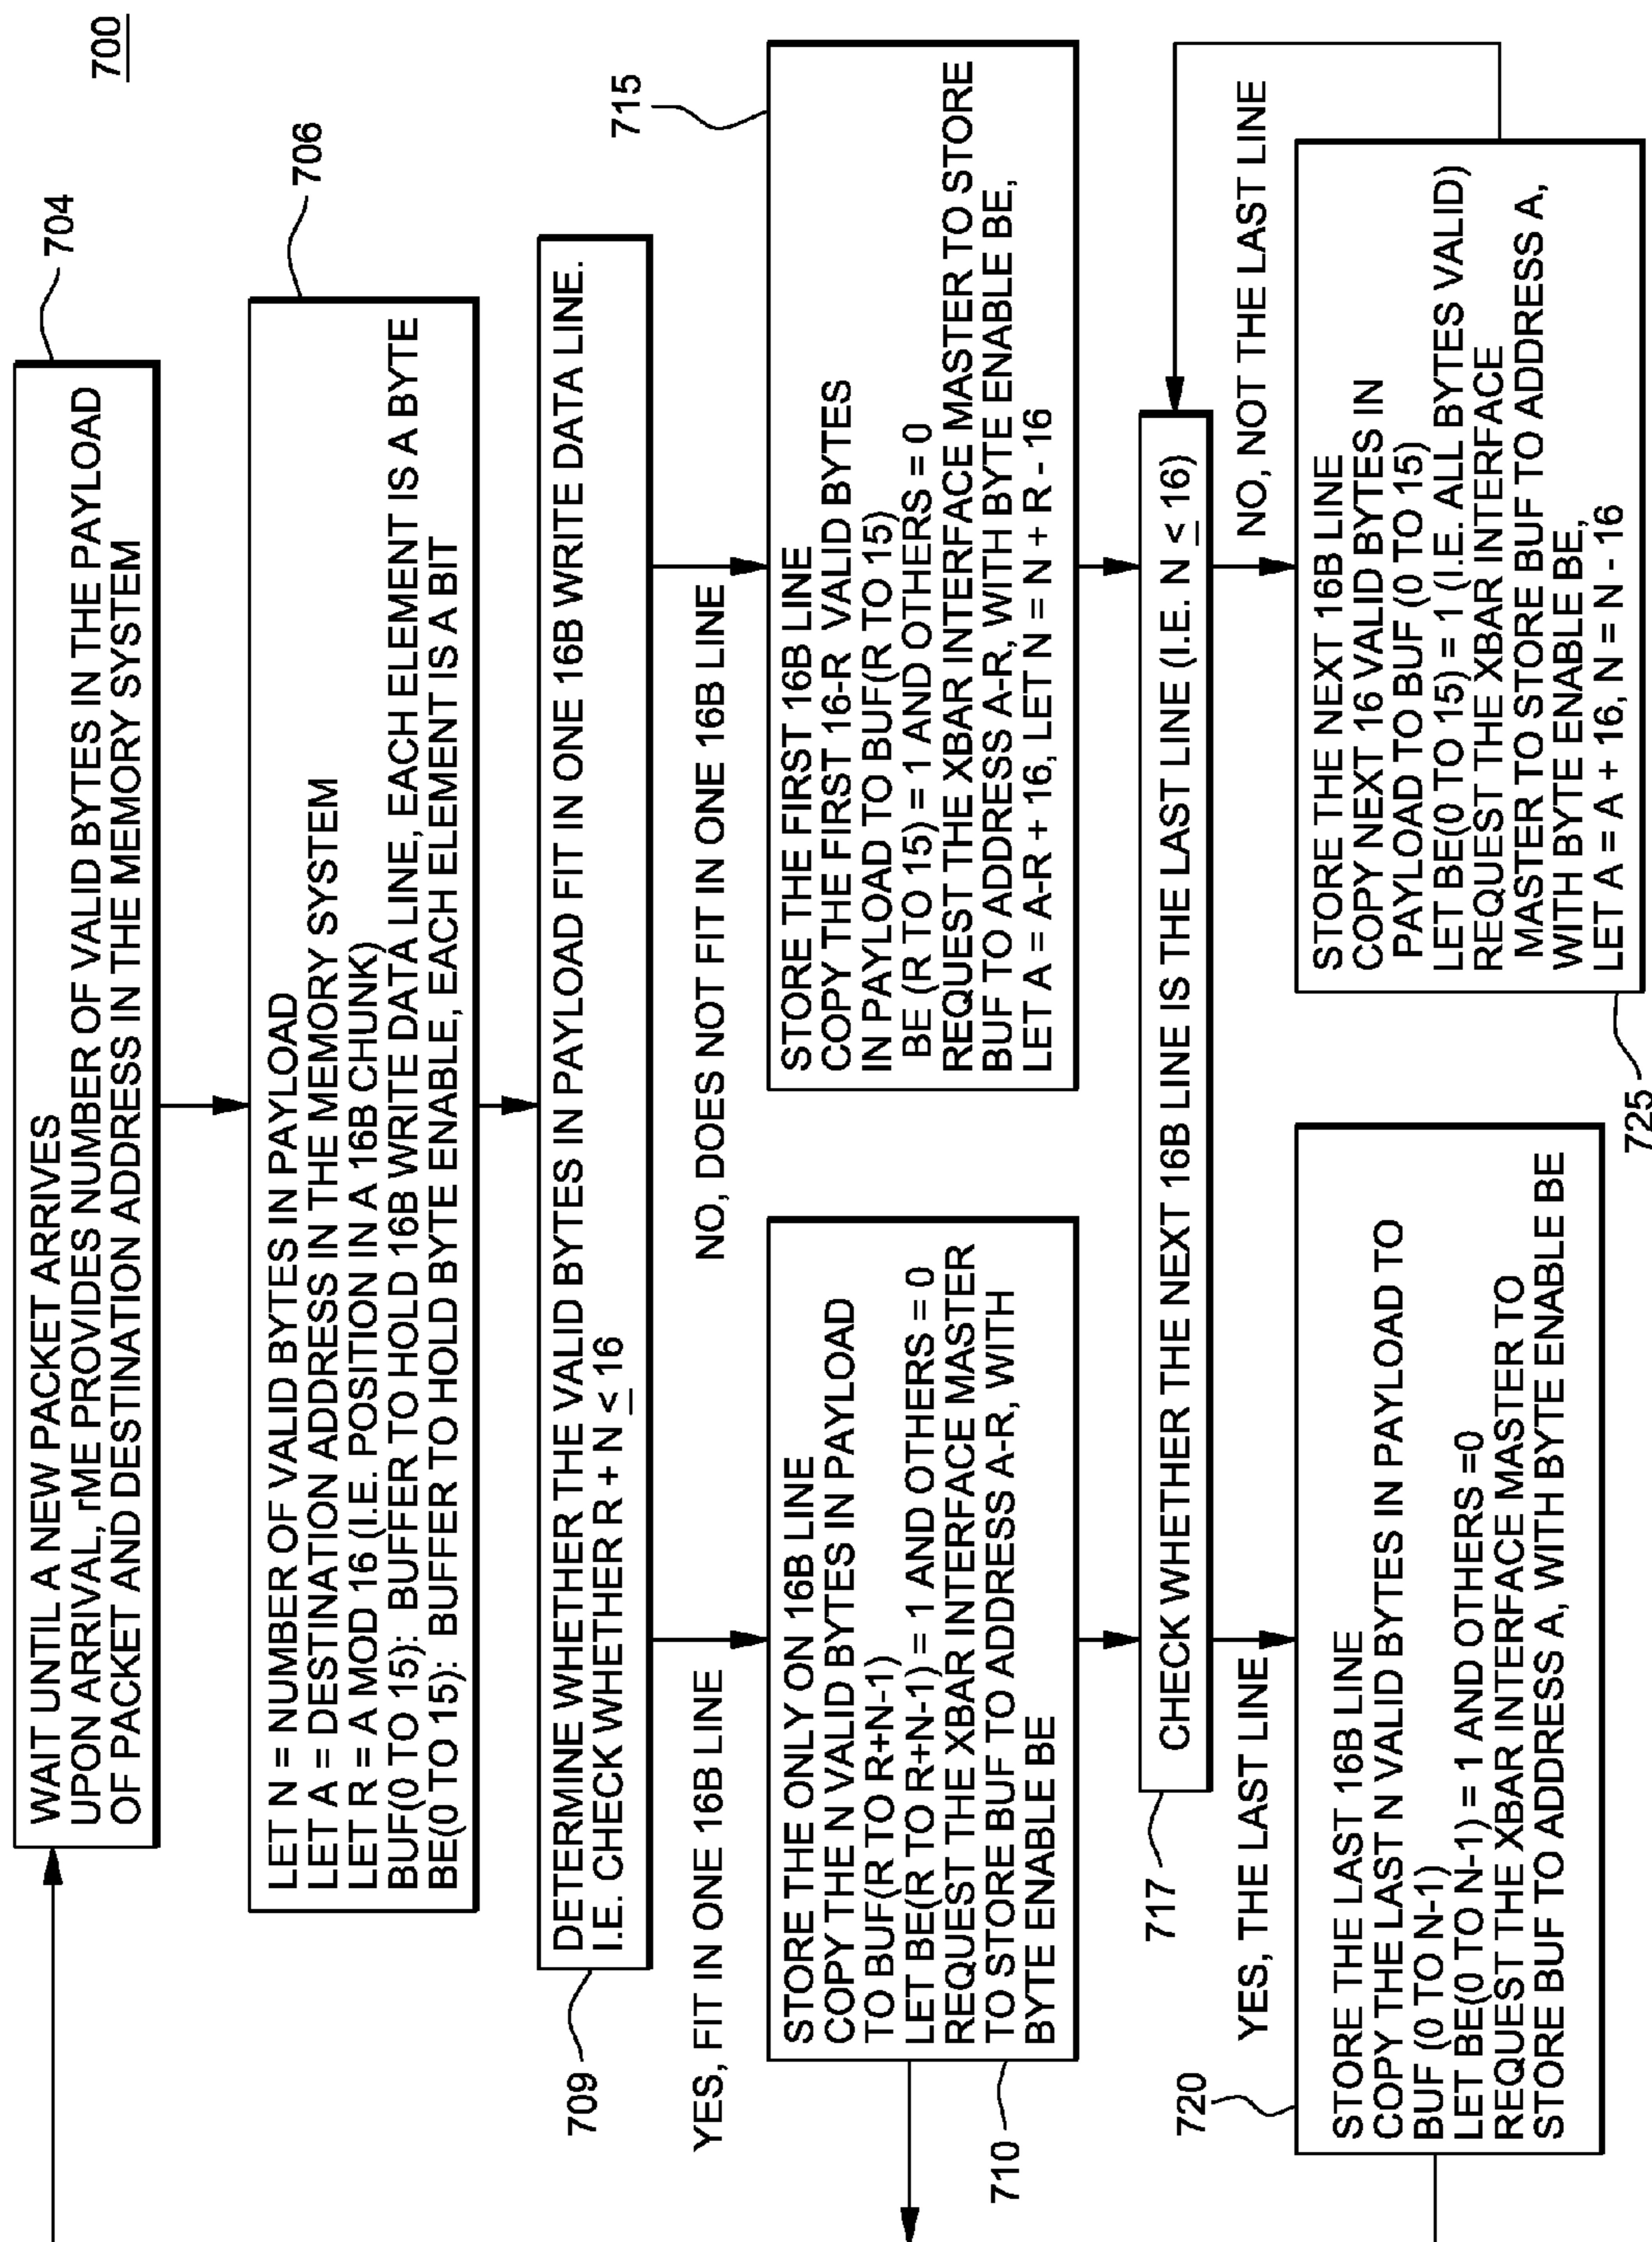 700
704
WAIT UNTIL A NEW PACKET ARRIVES
UPON ARRIVAL, rME PROVIDES NUMBER OF VALID BYTES IN THE PAYLOAD
OF PACKET AND DESTINATION ADDRESS IN THE MEMORY SYSTEM
706
LET N = NUMBER OF VALID BYTES IN PAYLOAD
LET A = DESTINATION ADDRESS IN THE MEMORY SYSTEM
LET R = A MOD 16 (I.E. POSITION IN A 16B CHUNK)
BUF(0 TO 15): BUFFER TO HOLD 16B WRITE DATA LINE, EACH ELEMENT IS A BYTE
BE(0 TO 15): BUFFER TO HOLD BYTE ENABLE, EACH ELEMENT IS A BIT
709
DETERMINE WHETHER THE VALID BYTES IN PAYLOAD FIT IN ONE 16B WRITE DATA LINE.
I.E. CHECK WHETHER R + N ≤ 16
YES, FIT IN ONE 16B LINE
NO, DOES NOT FIT IN ONE 16B LINE
710
STORE THE ONLY ON 16B LINE
COPY THE N VALID BYTES IN PAYLOAD
TO BUF(R TO R+N-1)
LET BE(R TO R+N-1) = 1 AND OTHERS = 0
REQUEST THE XBAR INTERFACE MASTER
TO STORE BUF TO ADDRESS A-R, WITH
BYTE ENABLE BE
715
STORE THE FIRST 16B LINE
COPY THE FIRST 16-R VALID BYTES
IN PAYLOAD TO BUF(R TO 15)
BE (R TO 15) = 1 AND OTHERS = 0
REQUEST THE XBAR INTERFACE MASTER TO STORE
BUF TO ADDRESS A-R, WITH BYTE ENABLE BE,
LET A = A-R + 16, LET N = N + R - 16
717
CHECK WHETHER THE NEXT 16B LINE IS THE LAST LINE (I.E. N ≤ 16)
YES, THE LAST LINE
NO, NOT THE LAST LINE
720
STORE THE LAST 16B LINE
COPY THE LAST N VALID BYTES IN PAYLOAD TO
BUF (0 TO N-1)
LET BE(0 TO N-1) = 1 AND OTHERS =0
REQUEST THE XBAR INTERFACE MASTER TO
STORE BUF TO ADDRESS A, WITH BYTE ENABLE BE
725
STORE THE NEXT 16B LINE
COPY NEXT 16 VALID BYTES IN
PAYLOAD TO BUF (0 TO 15)
LET BE(0 TO 15) = 1 (I.E. ALL BYTES VALID)
REQUEST THE XBAR INTERFACE
MASTER TO STORE BUF TO ADDRESS A,
WITH BYTE ENABLE BE,
LET A = A + 16, N = N - 16